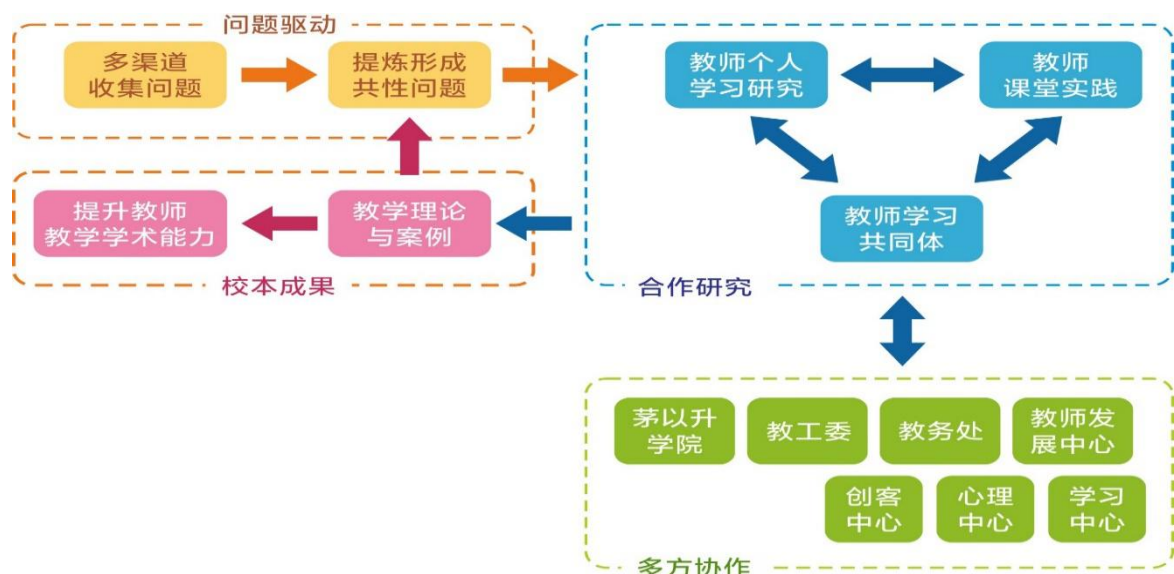 问题驱动
多渠道
收集问题
提炼形成
共性问题
提升教师
教学学术能力
教学理论
与案例
校本成果
教师个人
学习研究
教师
课堂实践
教师学习
共同体
合作研究
茅以升
学院
教工委
教务处
教师发
展中心
创客
中心
心理
中心
学习
中心
多方协作